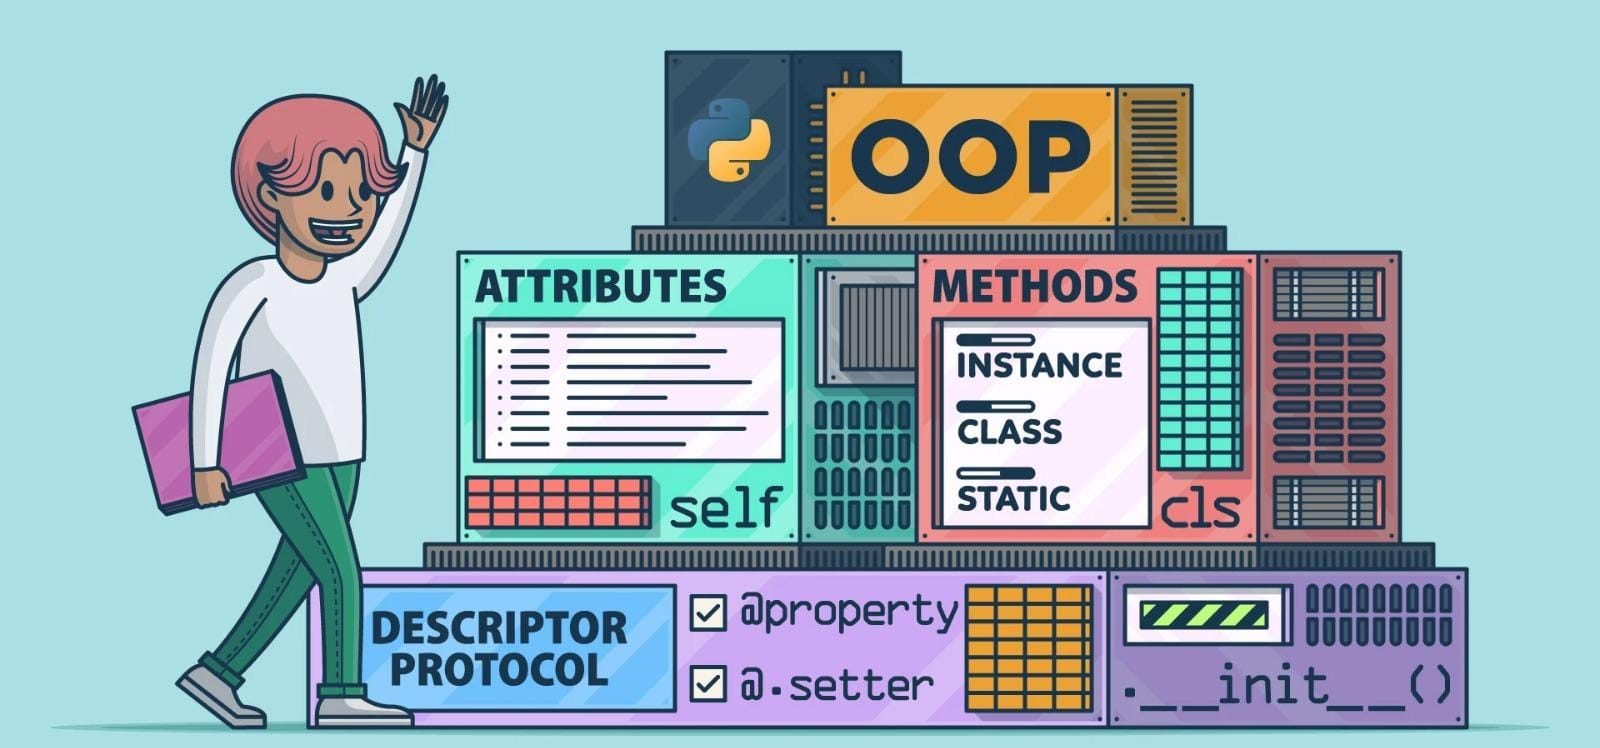 OOP
ATTRIBUTES
self
METHODS
INSTANCE
CLASS
STATIC
cls
DESCRIPTOR
PROTOCOL
@property
@.setter
.__init__()